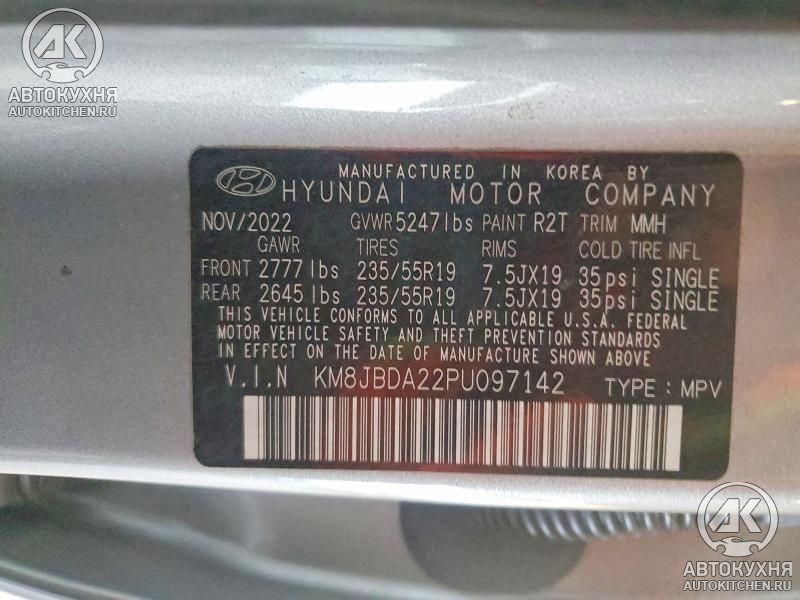 АК
АВТОКУХНЯ
AUTOKITCHEN.RU
MANUFACTURED IN KOREA BY
HYUNDAI MOTOR COMPANY
NOV/2022 GVWR 5247lbs PAINT R2T TRIM MMH
GAWR TIRES RIMS COLD TIRE INFL
FRONT 2777lbs 235/55R19 7.5JX19 35psi SINGLE
REAR 2645lbs 235/55R19 7.5JX19 35psi SINGLE
THIS VEHICLE CONFORMS TO ALL APPLICABLE U.S.A. FEDERAL
MOTOR VEHICLE SAFETY AND THEFT PREVENTION STANDARDS
IN EFFECT ON THE DATE OF MANUFACTURE SHOWN ABOVE
V.I.N KM8JBDA22PU097142 TYPE : MPV
АК
АВТОКУХНЯ
AUTOKITCHEN.RU